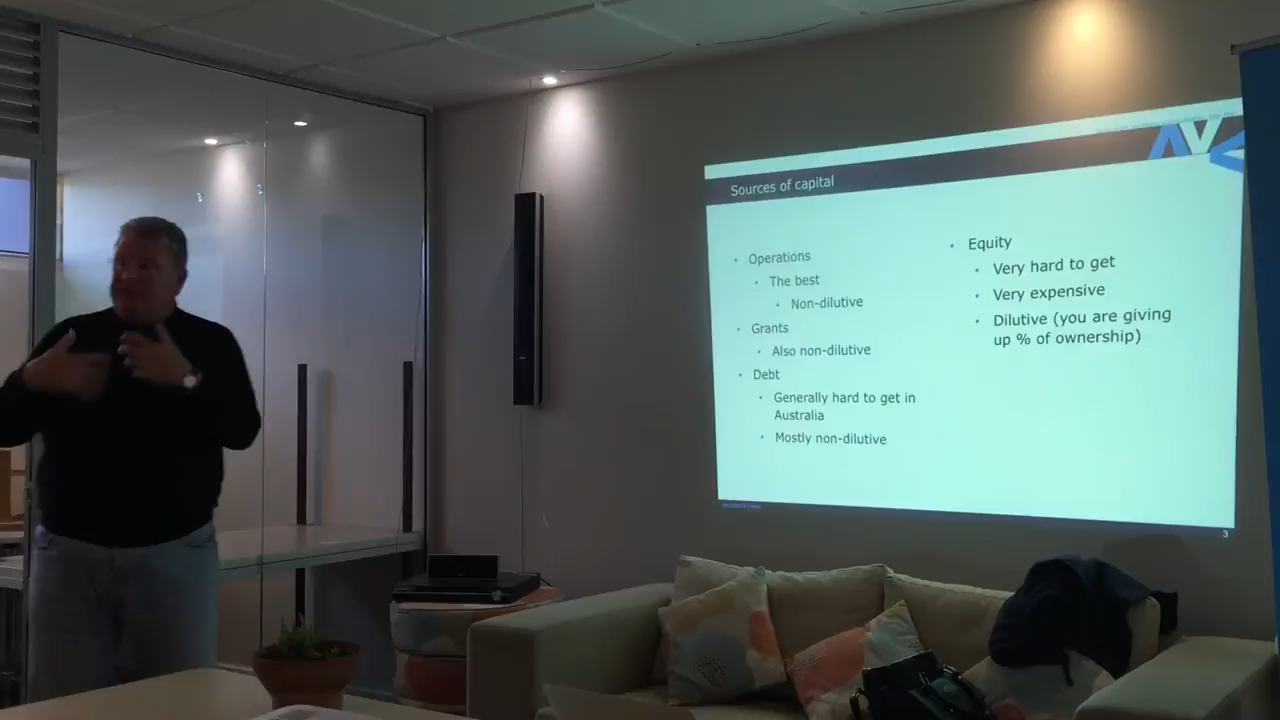 Sources of capital
Operations
The best
Non-dilutive
Grants
Also non-dilutive
Debt
Generally hard to get in
Australia
Mostly non-dilutive
Equity
Very hard to get
Very expensive
Dilutive (you are giving
up % of ownership)
3